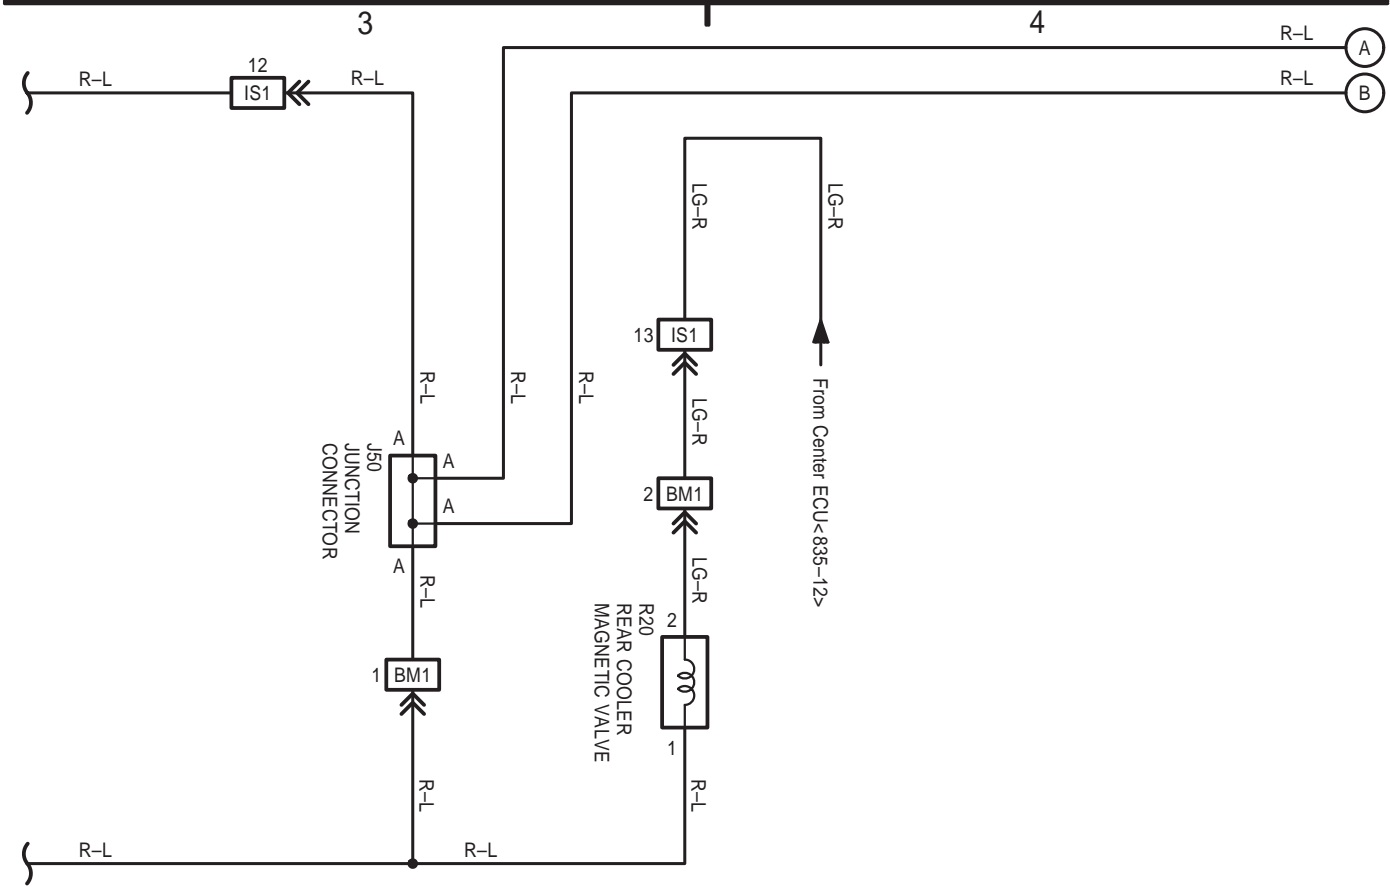 3
4
R–L
A
12
R–L
IS1
R–L
R–L
B
LG–R
LG–R
13
IS1
R–L
R–L
R–L
From Center ECU<835–12>
LG–R
A
J50
JUNCTION
CONNECTOR
A
A
2
BM1
A
R–L
LG–R
R20
REAR COOLER
MAGNETIC VALVE
2
1
BM1
1
R–L
R–L
R–L
R–L